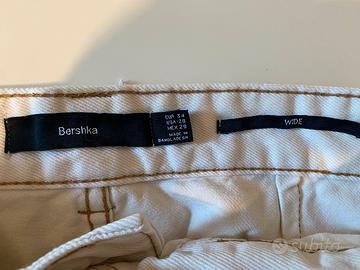 Bershka
EUR 34
USA 28
MEX 28
MADE IN
BANGLADESH
WIDE
subito